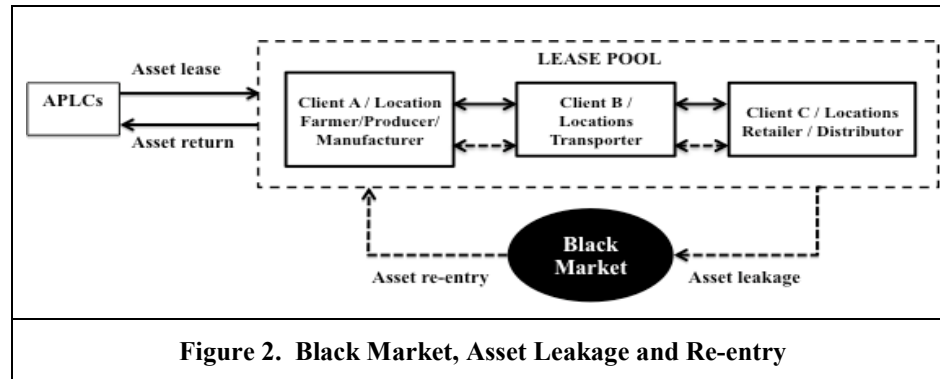 LEASE POOL
Asset lease
APLCs
Asset return
Client A / Location
Farmer/Producer/
Manufacturer
Client B /
Locations
Transporter
Client C / Locations
Retailer / Distributor
Black
Market
Asset re-entry
Asset leakage
Figure 2. Black Market, Asset Leakage and Re-entry